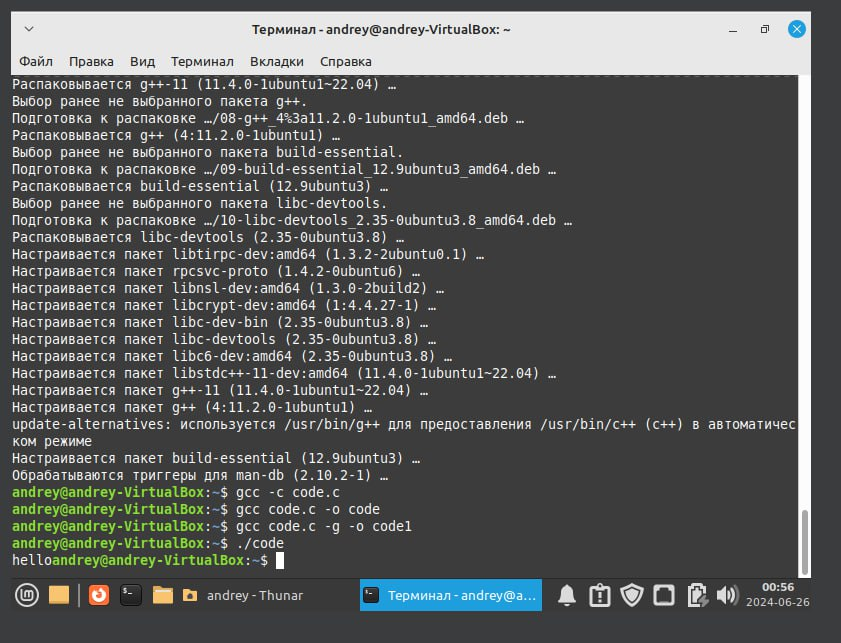 Терминал - andrey@andrey-VirtualBox: ~
Файл Правка Вид Терминал Вкладки Справка
Распаковывается g++-11 (11.4.0-1ubuntu1~22.04) …
Выбор ранее не выбранного пакета g++.
Подготовка к распаковке …/08-g++_4%3a11.2.0-1ubuntu1_amd64.deb …
Распаковывается g++ (4:11.2.0-1ubuntu1) …
Выбор ранее не выбранного пакета build-essential.
Подготовка к распаковке …/09-build-essential_12.9ubuntu3_amd64.deb …
Распаковывается build-essential (12.9ubuntu3) …
Выбор ранее не выбранного пакета libc-devtools.
Подготовка к распаковке …/10-libc-devtools_2.35-0ubuntu3.8_amd64.deb …
Распаковывается libc-devtools (2.35-0ubuntu3.8) …
Настраивается пакет libtirpc-dev:amd64 (1.3.2-2ubuntu0.1) …
Настраивается пакет rpcsvc-proto (1.4.2-0ubuntu6) …
Настраивается пакет libnsl-dev:amd64 (1.3.0-2build2) …
Настраивается пакет libcrypt-dev:amd64 (1:4.4.27-1) …
Настраивается пакет libc-dev-bin (2.35-0ubuntu3.8) …
Настраивается пакет libc-devtools (2.35-0ubuntu3.8) …
Настраивается пакет libc6-dev:amd64 (2.35-0ubuntu3.8) …
Настраивается пакет libstdc++-11-dev:amd64 (11.4.0-1ubuntu1~22.04) …
Настраивается пакет g++-11 (11.4.0-1ubuntu1~22.04) …
Настраивается пакет g++ (4:11.2.0-1ubuntu1) …
update-alternatives: используется /usr/bin/g++ для предоставления /usr/bin/c++ (c++) в автоматичес
ком режиме
Настраивается пакет build-essential (12.9ubuntu3) …
Обрабатываются триггеры для man-db (2.10.2-1) …
andrey@andrey-VirtualBox:~$ gcc -c code.c
andrey@andrey-VirtualBox:~$ gcc code.c -o code
andrey@andrey-VirtualBox:~$ gcc code.c -g -o code1
andrey@andrey-VirtualBox:~$ ./code
helloandrey@andrey-VirtualBox:~$
andrey - Thunar
Терминал - andrey@a...
00:56
2024-06-26